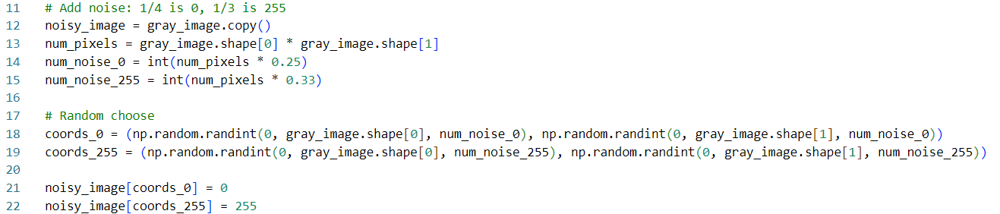 11 # Add noise: 1/4 is 0, 1/3 is 255
12 noisy_image = gray_image.copy()
13 num_pixels = gray_image.shape[0] * gray_image.shape[1]
14 num_noise_0 = int(num_pixels * 0.25)
15 num_noise_255 = int(num_pixels * 0.33)
16
17 # Random choose
18 coords_0 = (np.random.randint(0, gray_image.shape[0], num_noise_0), np.random.randint(0, gray_image.shape[1], num_noise_0))
19 coords_255 = (np.random.randint(0, gray_image.shape[0], num_noise_255), np.random.randint(0, gray_image.shape[1], num_noise_255))
20
21 noisy_image[coords_0] = 0
22 noisy_image[coords_255] = 255